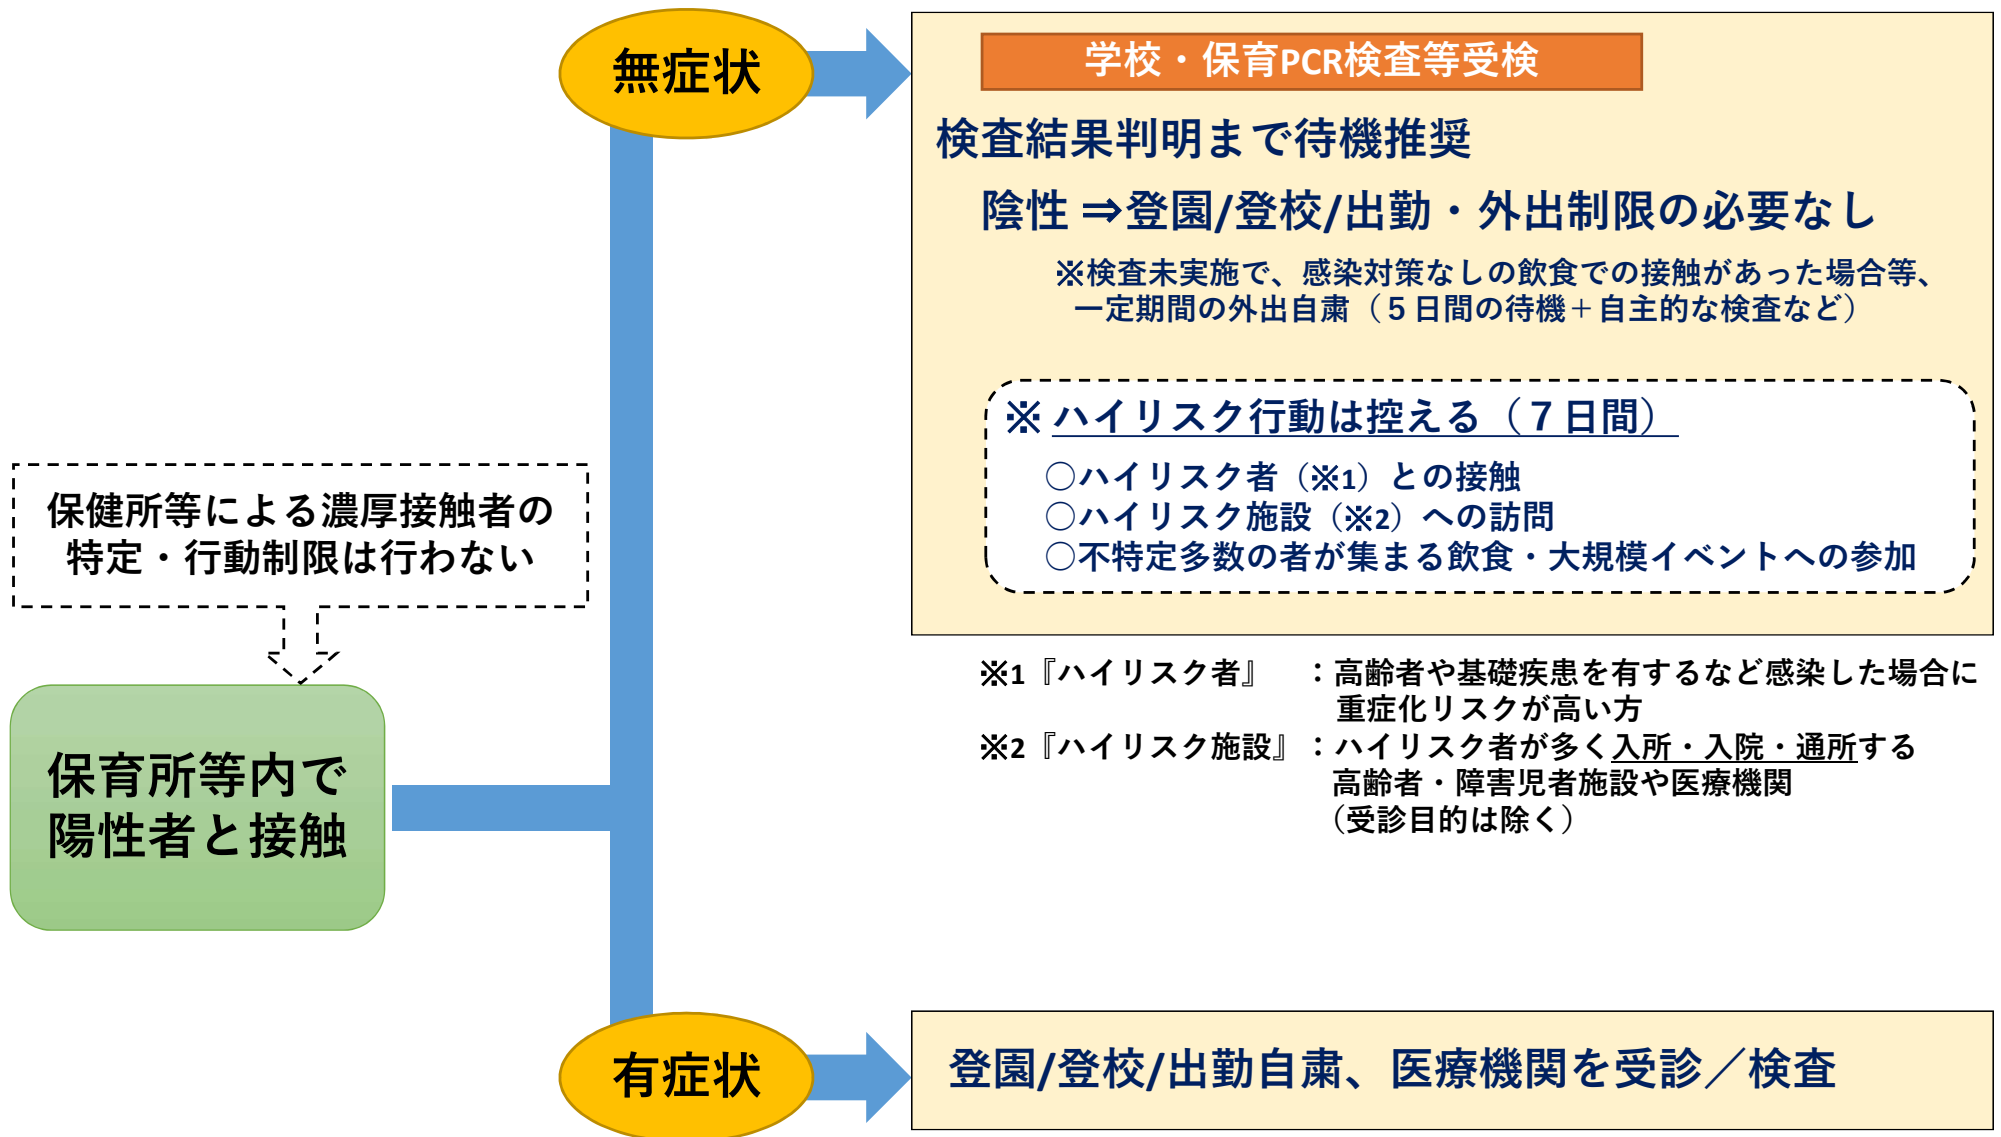 無症状
学校・保育PCR検査等受検
検査結果判明まで待機推奨
陰性 ⇒登園/登校/出勤・外出制限の必要なし
※検査未実施で、感染対策なしの飲食での接触があった場合等、
一定期間の外出自粛（５日間の待機＋自主的な検査など）
※ ハイリスク行動は控える（７日間）
○ハイリスク者（※1）との接触
○ハイリスク施設（※2）への訪問
○不特定多数の者が集まる飲食・大規模イベントへの参加
保健所等による濃厚接触者の
特定・行動制限は行わない
保育所等内で
陽性者と接触
※1『ハイリスク者』　：高齢者や基礎疾患を有するなど感染した場合に
重症化リスクが高い方
※2『ハイリスク施設』：ハイリスク者が多く入所・入院・通所する
高齢者・障害児者施設や医療機関
（受診目的は除く）
有症状
登園/登校/出勤自粛、医療機関を受診／検査